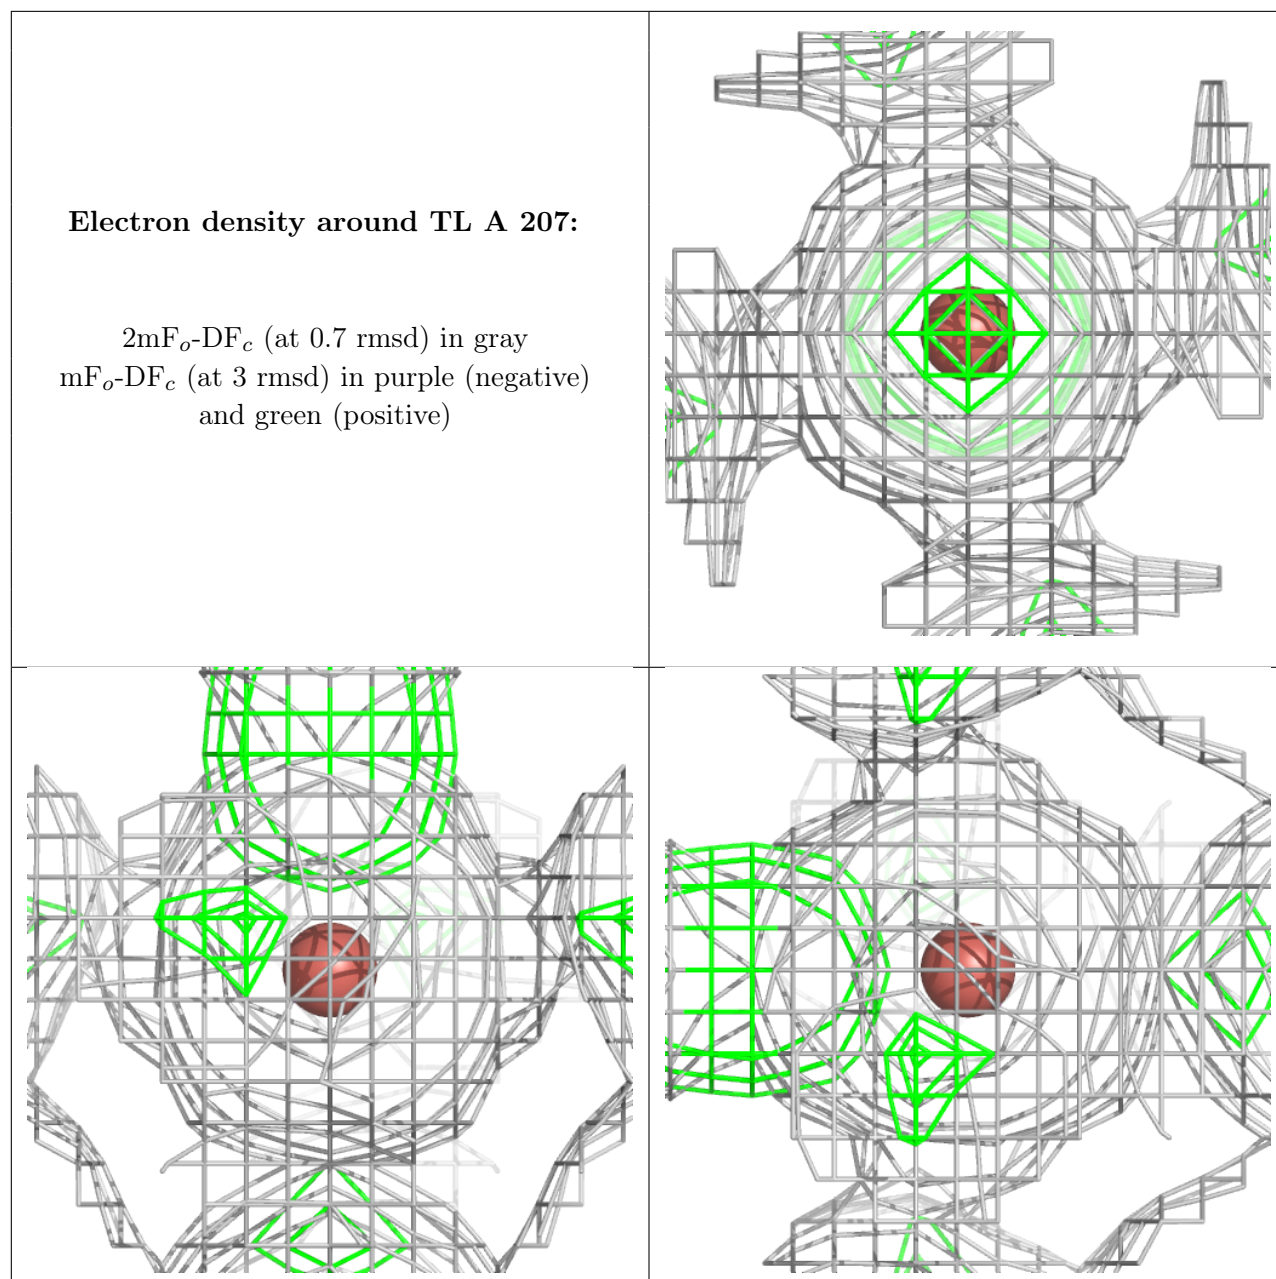 Electron density around TL A 207:
2mFo-DFc (at 0.7 rmsd) in gray
mFo-DFc (at 3 rmsd) in purple (negative)
and green (positive)